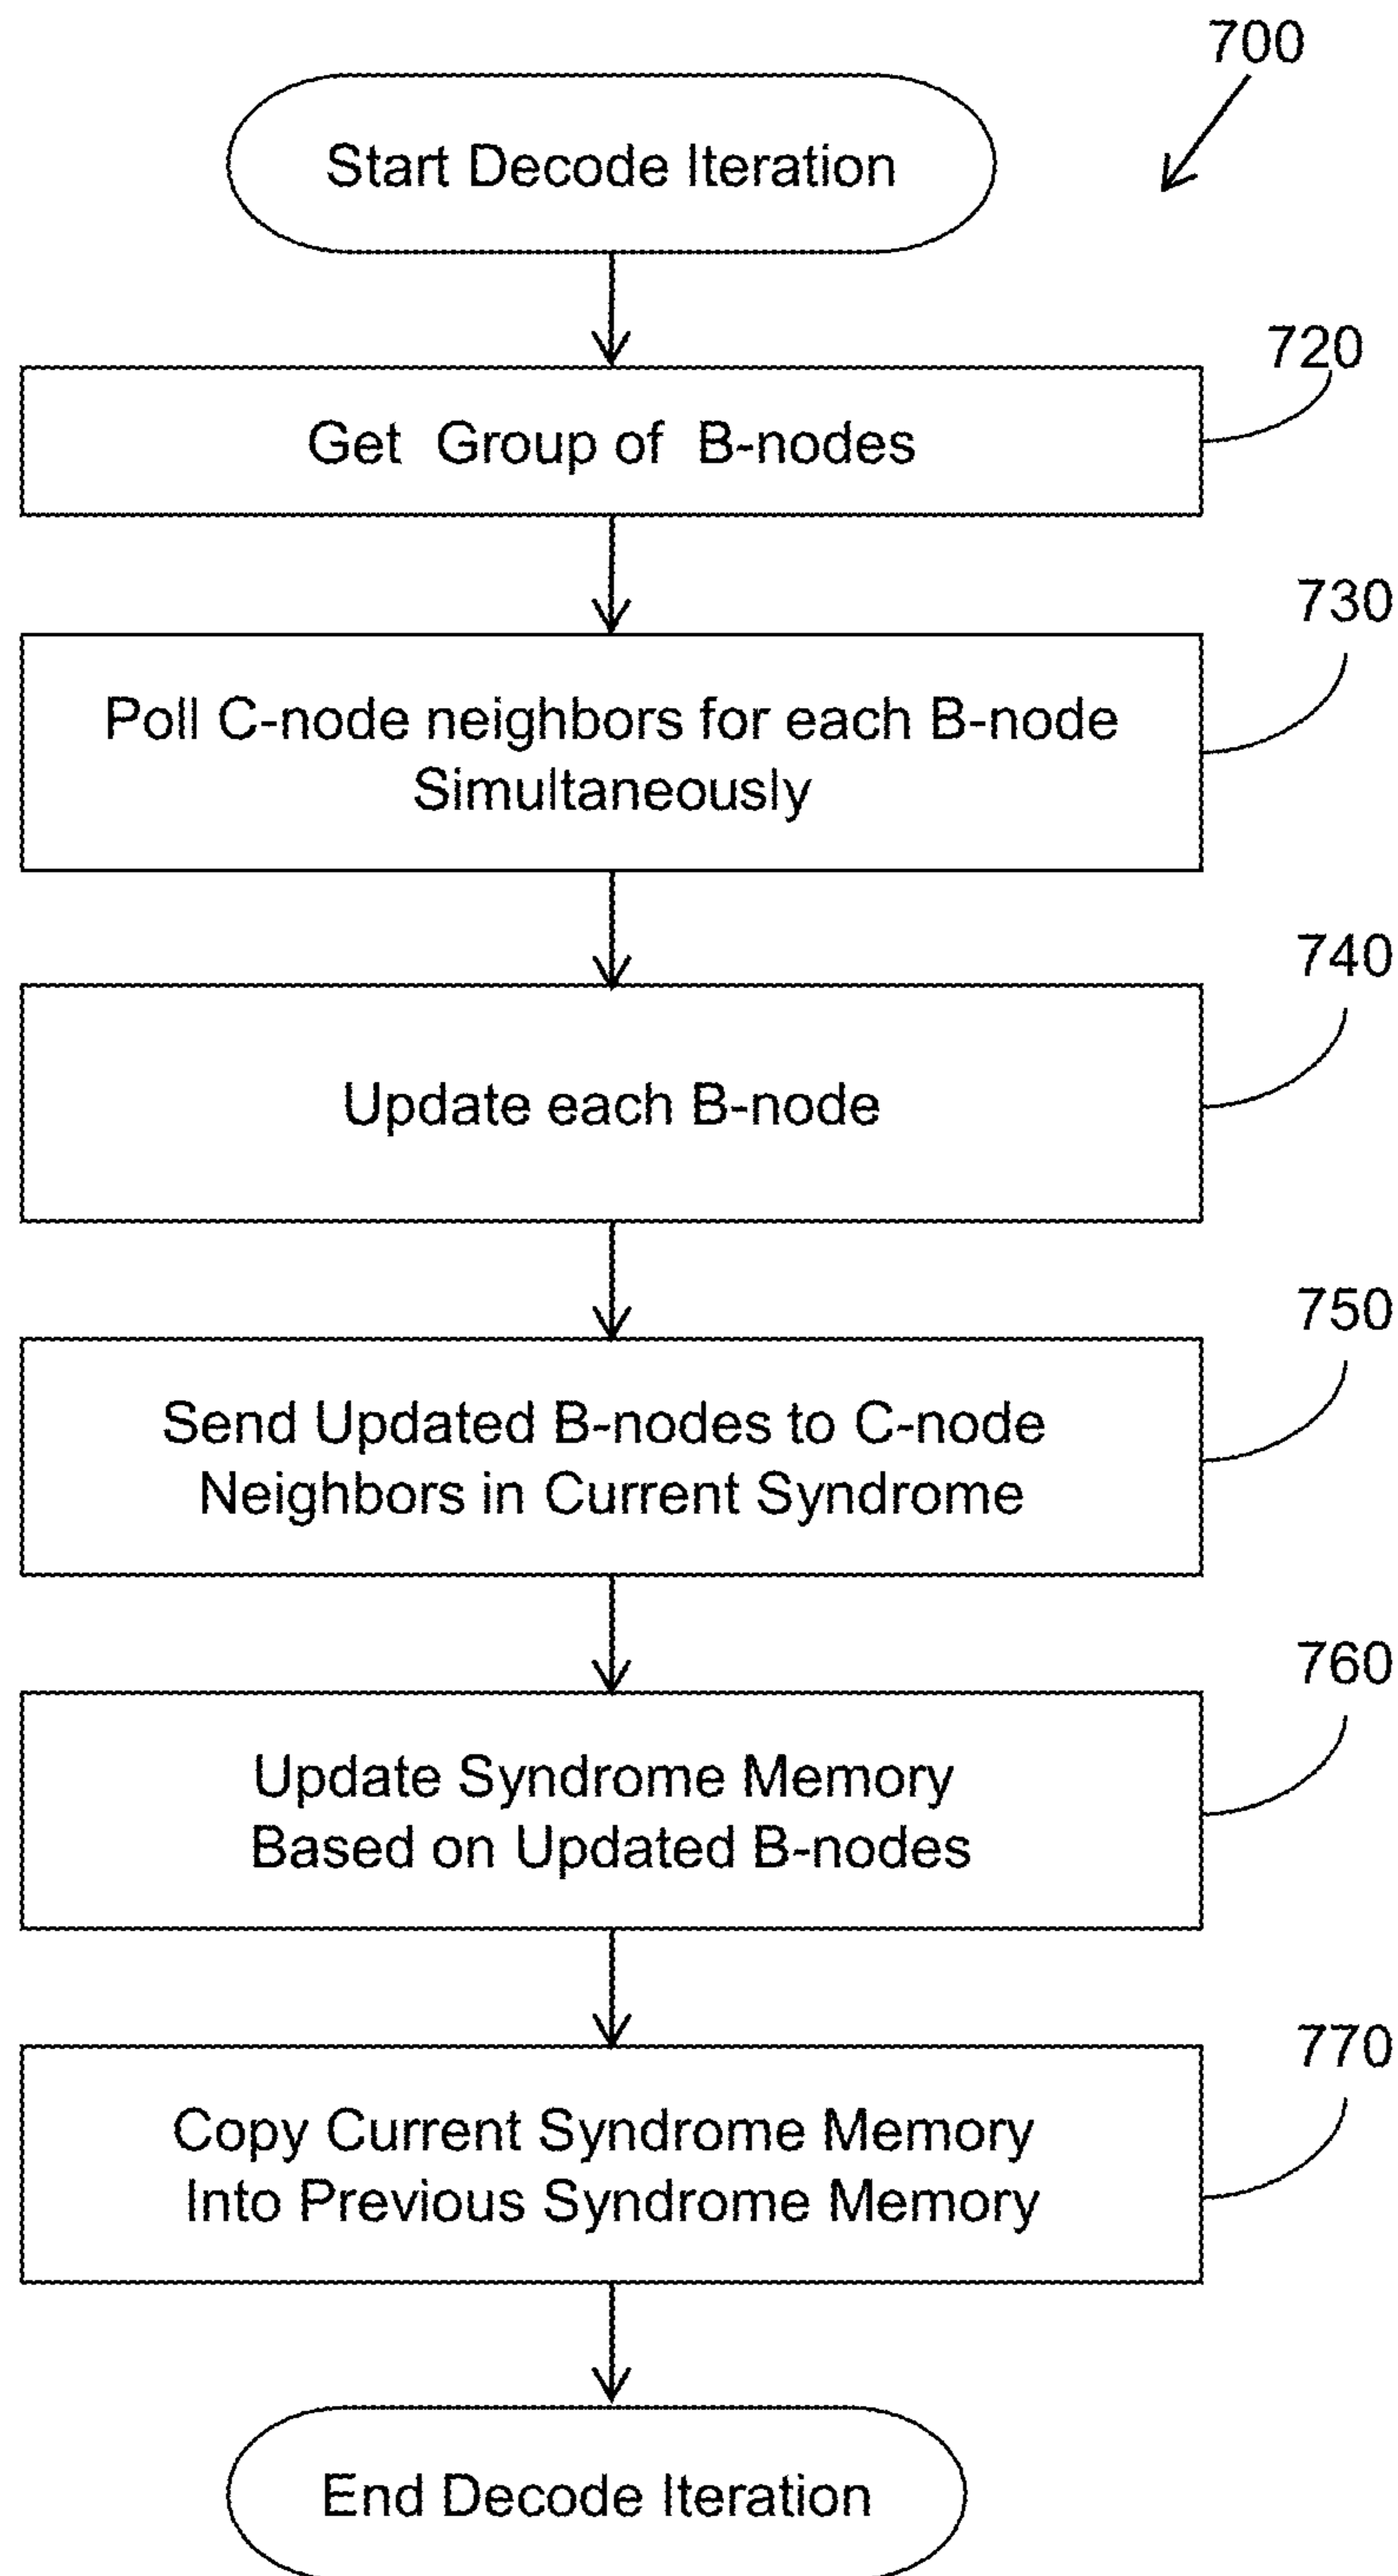 700
Start Decode Iteration
720
Get Group of B-nodes
730
Poll C-node neighbors for each B-node
Simultaneously
740
Update each B-node
750
Send Updated B-nodes to C-node
Neighbors in Current Syndrome
760
Update Syndrome Memory
Based on Updated B-nodes
770
Copy Current Syndrome Memory
Into Previous Syndrome Memory
End Decode Iteration